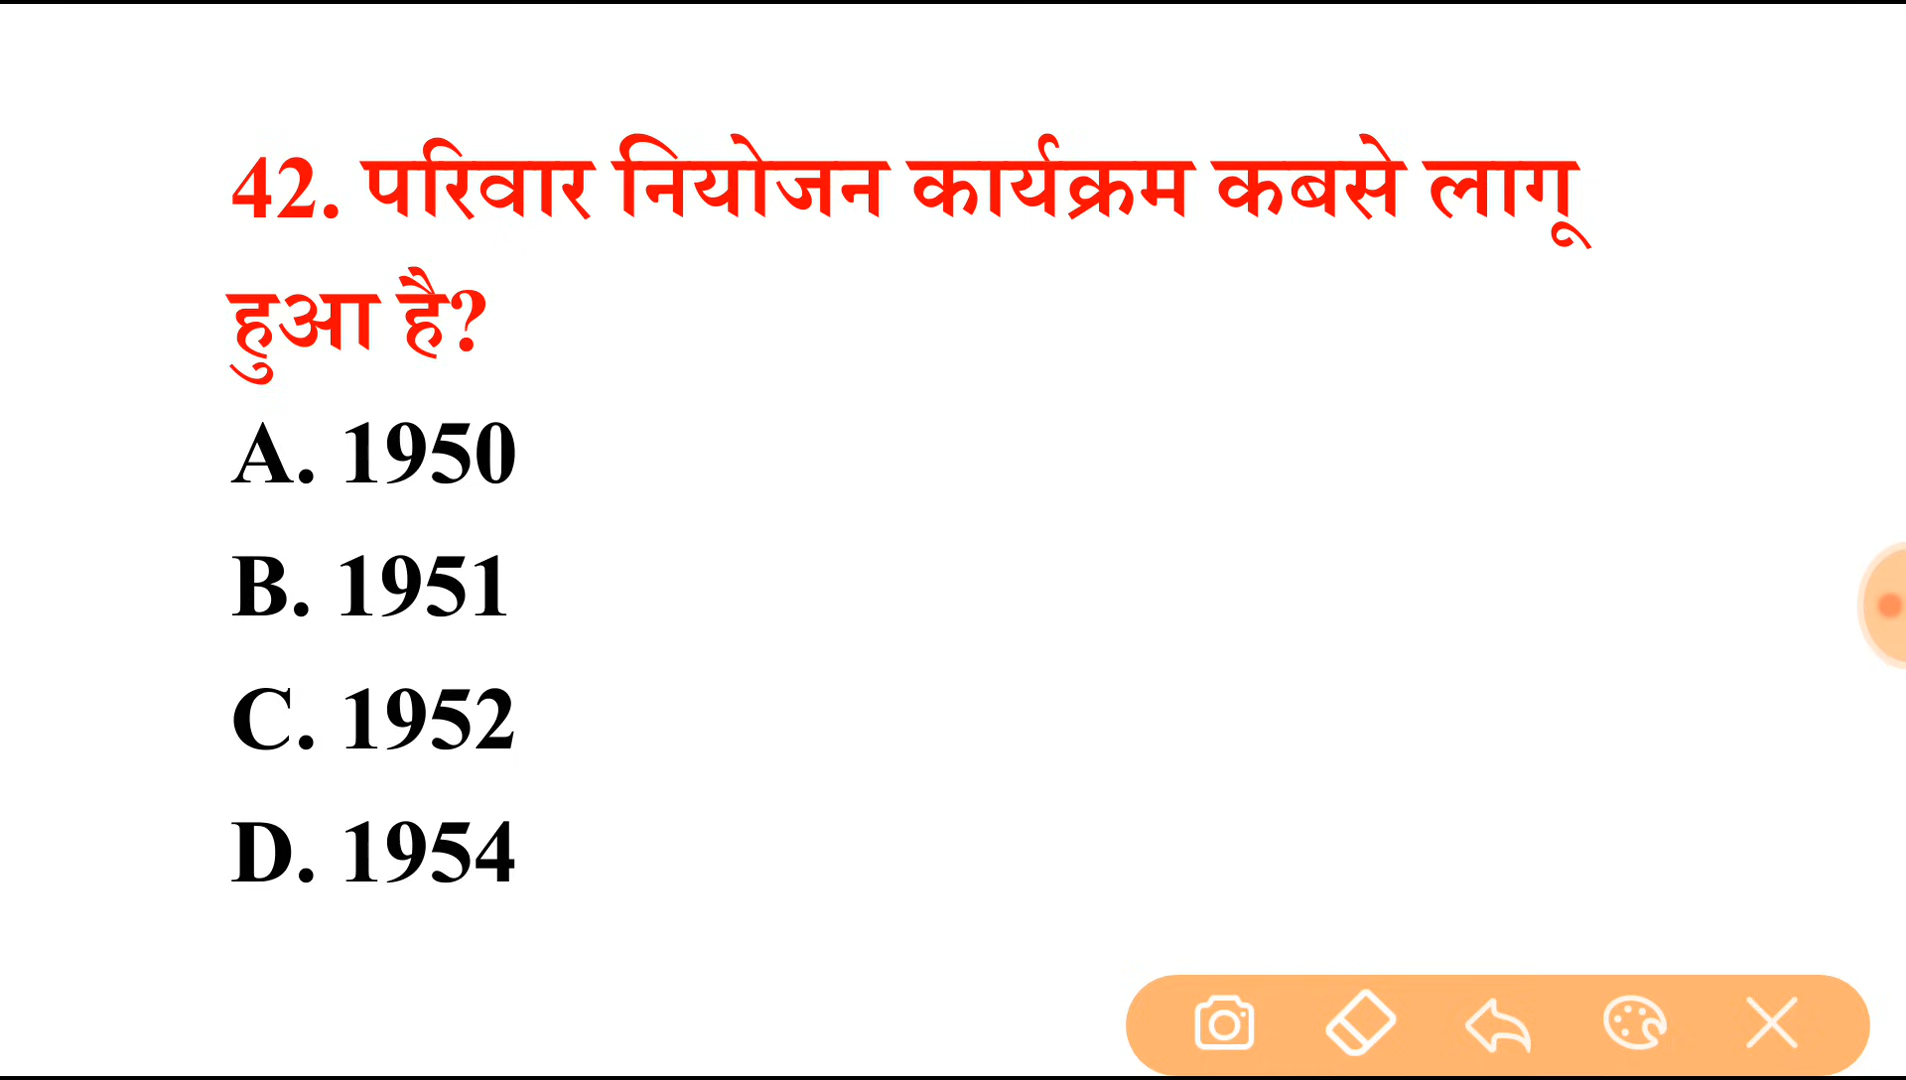 42. परिवार नियोजन कार्यक्रम कबसे लागू
हुआ है?
A. 1950
B. 1951
C. 1952
D. 1954